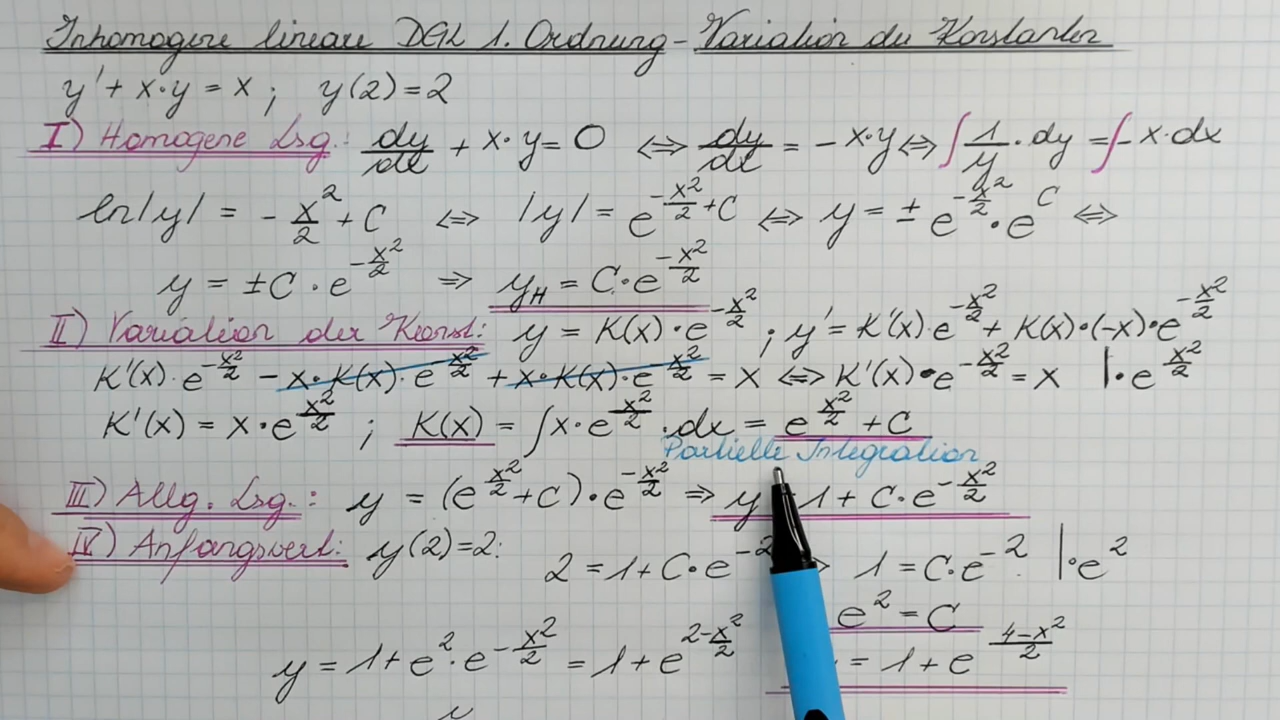 Inhomogene lineare DGL 1. Ordnung - Variation der Konstanten
y' + x·y = x ; y(2) = 2
I) Homogene Lsg.: dy/dx + x·y = 0 ⇔ dy/dx = -x·y ⇔ ∫ 1/y · dy = ∫ -x·dx
ln|y| = -x²/2 + C ⇔ |y| = e^(-x²/2 + C) ⇔ y = ± e^(-x²/2) · e^C ⇔
y = ±C · e^(-x²/2) ⇒ y_H = C·e^(-x²/2)
II) Variation der Konst.: y = K(x)·e^(-x²/2) ; y' = K'(x)·e^(-x²/2) + K(x)·(-x)·e^(-x²/2)
K'(x)·e^(-x²/2) - x·K(x)·e^(-x²/2) + x·K(x)·e^(-x²/2) = x ⇔ K'(x)·e^(-x²/2) = x |·e^(x²/2)
K'(x) = x·e^(x²/2) ; K(x) = ∫ x·e^(x²/2)·dx = e^(x²/2) + C
Partielle Integration
III) Allg. Lsg.: y = (e^(x²/2) + C)·e^(-x²/2) ⇒ y 1 + C·e^(-x²/2)
IV) Anfangswert: y(2) = 2: 2 = 1 + C·e^(-2) 1 = C·e^(-2) |·e²
e² = C
y = 1 + e²·e^(-x²/2) = 1 + e^(2-x²/2) = 1 + e^((4-x²)/2)